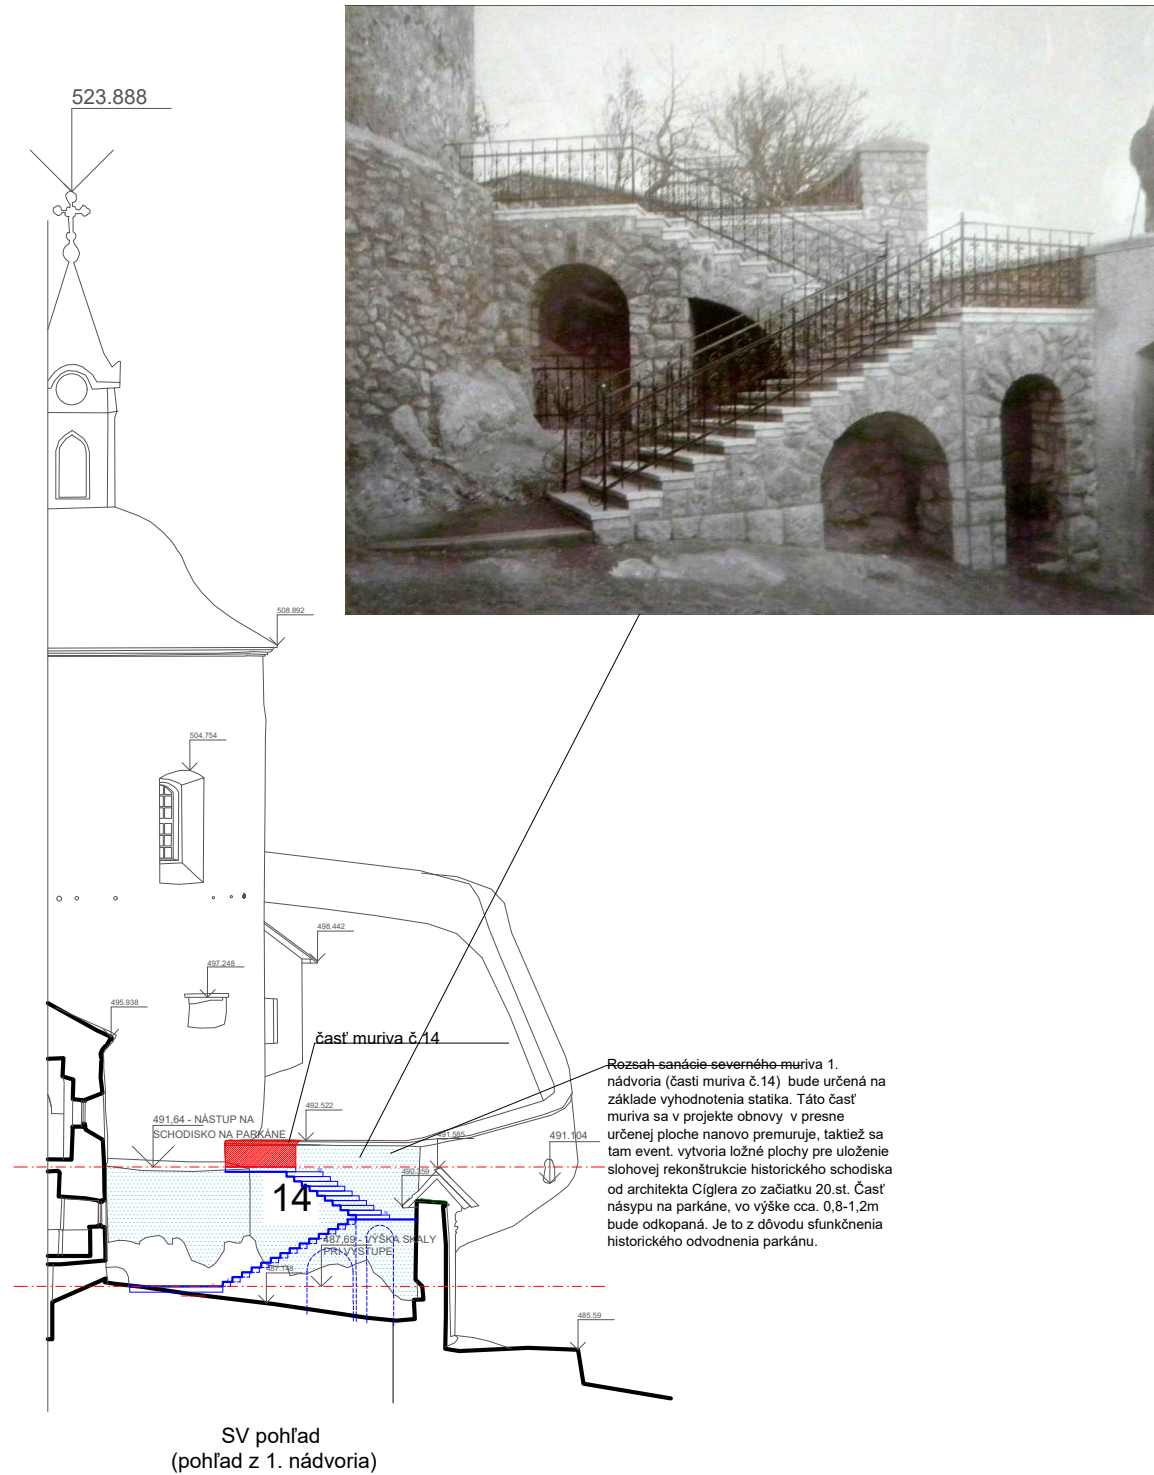 523.888
508.892
504.754
498.442
497.248
495.938
časť muriva č.14
Rozsah sanácie severného muriva 1.
nádvoria (časti muriva č.14)  bude určená na
základe vyhodnotenia statika. Táto časť
muriva sa v projekte obnovy  v presne
určenej ploche nanovo premuruje, taktiež sa
tam event. vytvoria ložné plochy pre uloženie
slohovej rekonštrukcie historického schodiska
od architekta Cíglera zo začiatku 20.st. Časť
násypu na parkáne, vo výške cca. 0,8-1,2m
bude odkopaná. Je to z dôvodu sfunkčnenia
historického odvodnenia parkánu.
492.522
491,64 - NÁSTUP NA
SCHODISKO NA PARKÁNE
491.585
491.104
490.359
14
487,69 - VÝŠKA SKALY
PRI VÝSTUPE
487.148
485.59
SV pohľad
(pohľad z 1. nádvoria)